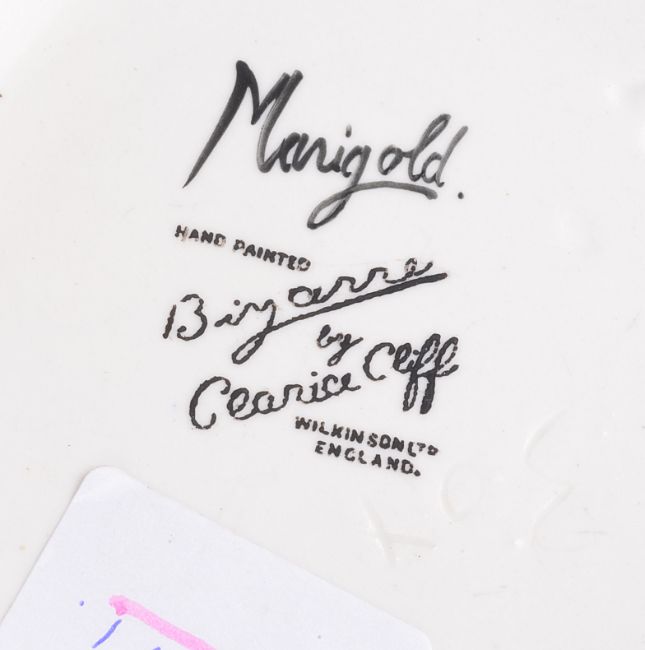 Marigold.
HAND PAINTED
Bizarre
by
Clarice Cliff
WILKINSON LTD
ENGLAND.